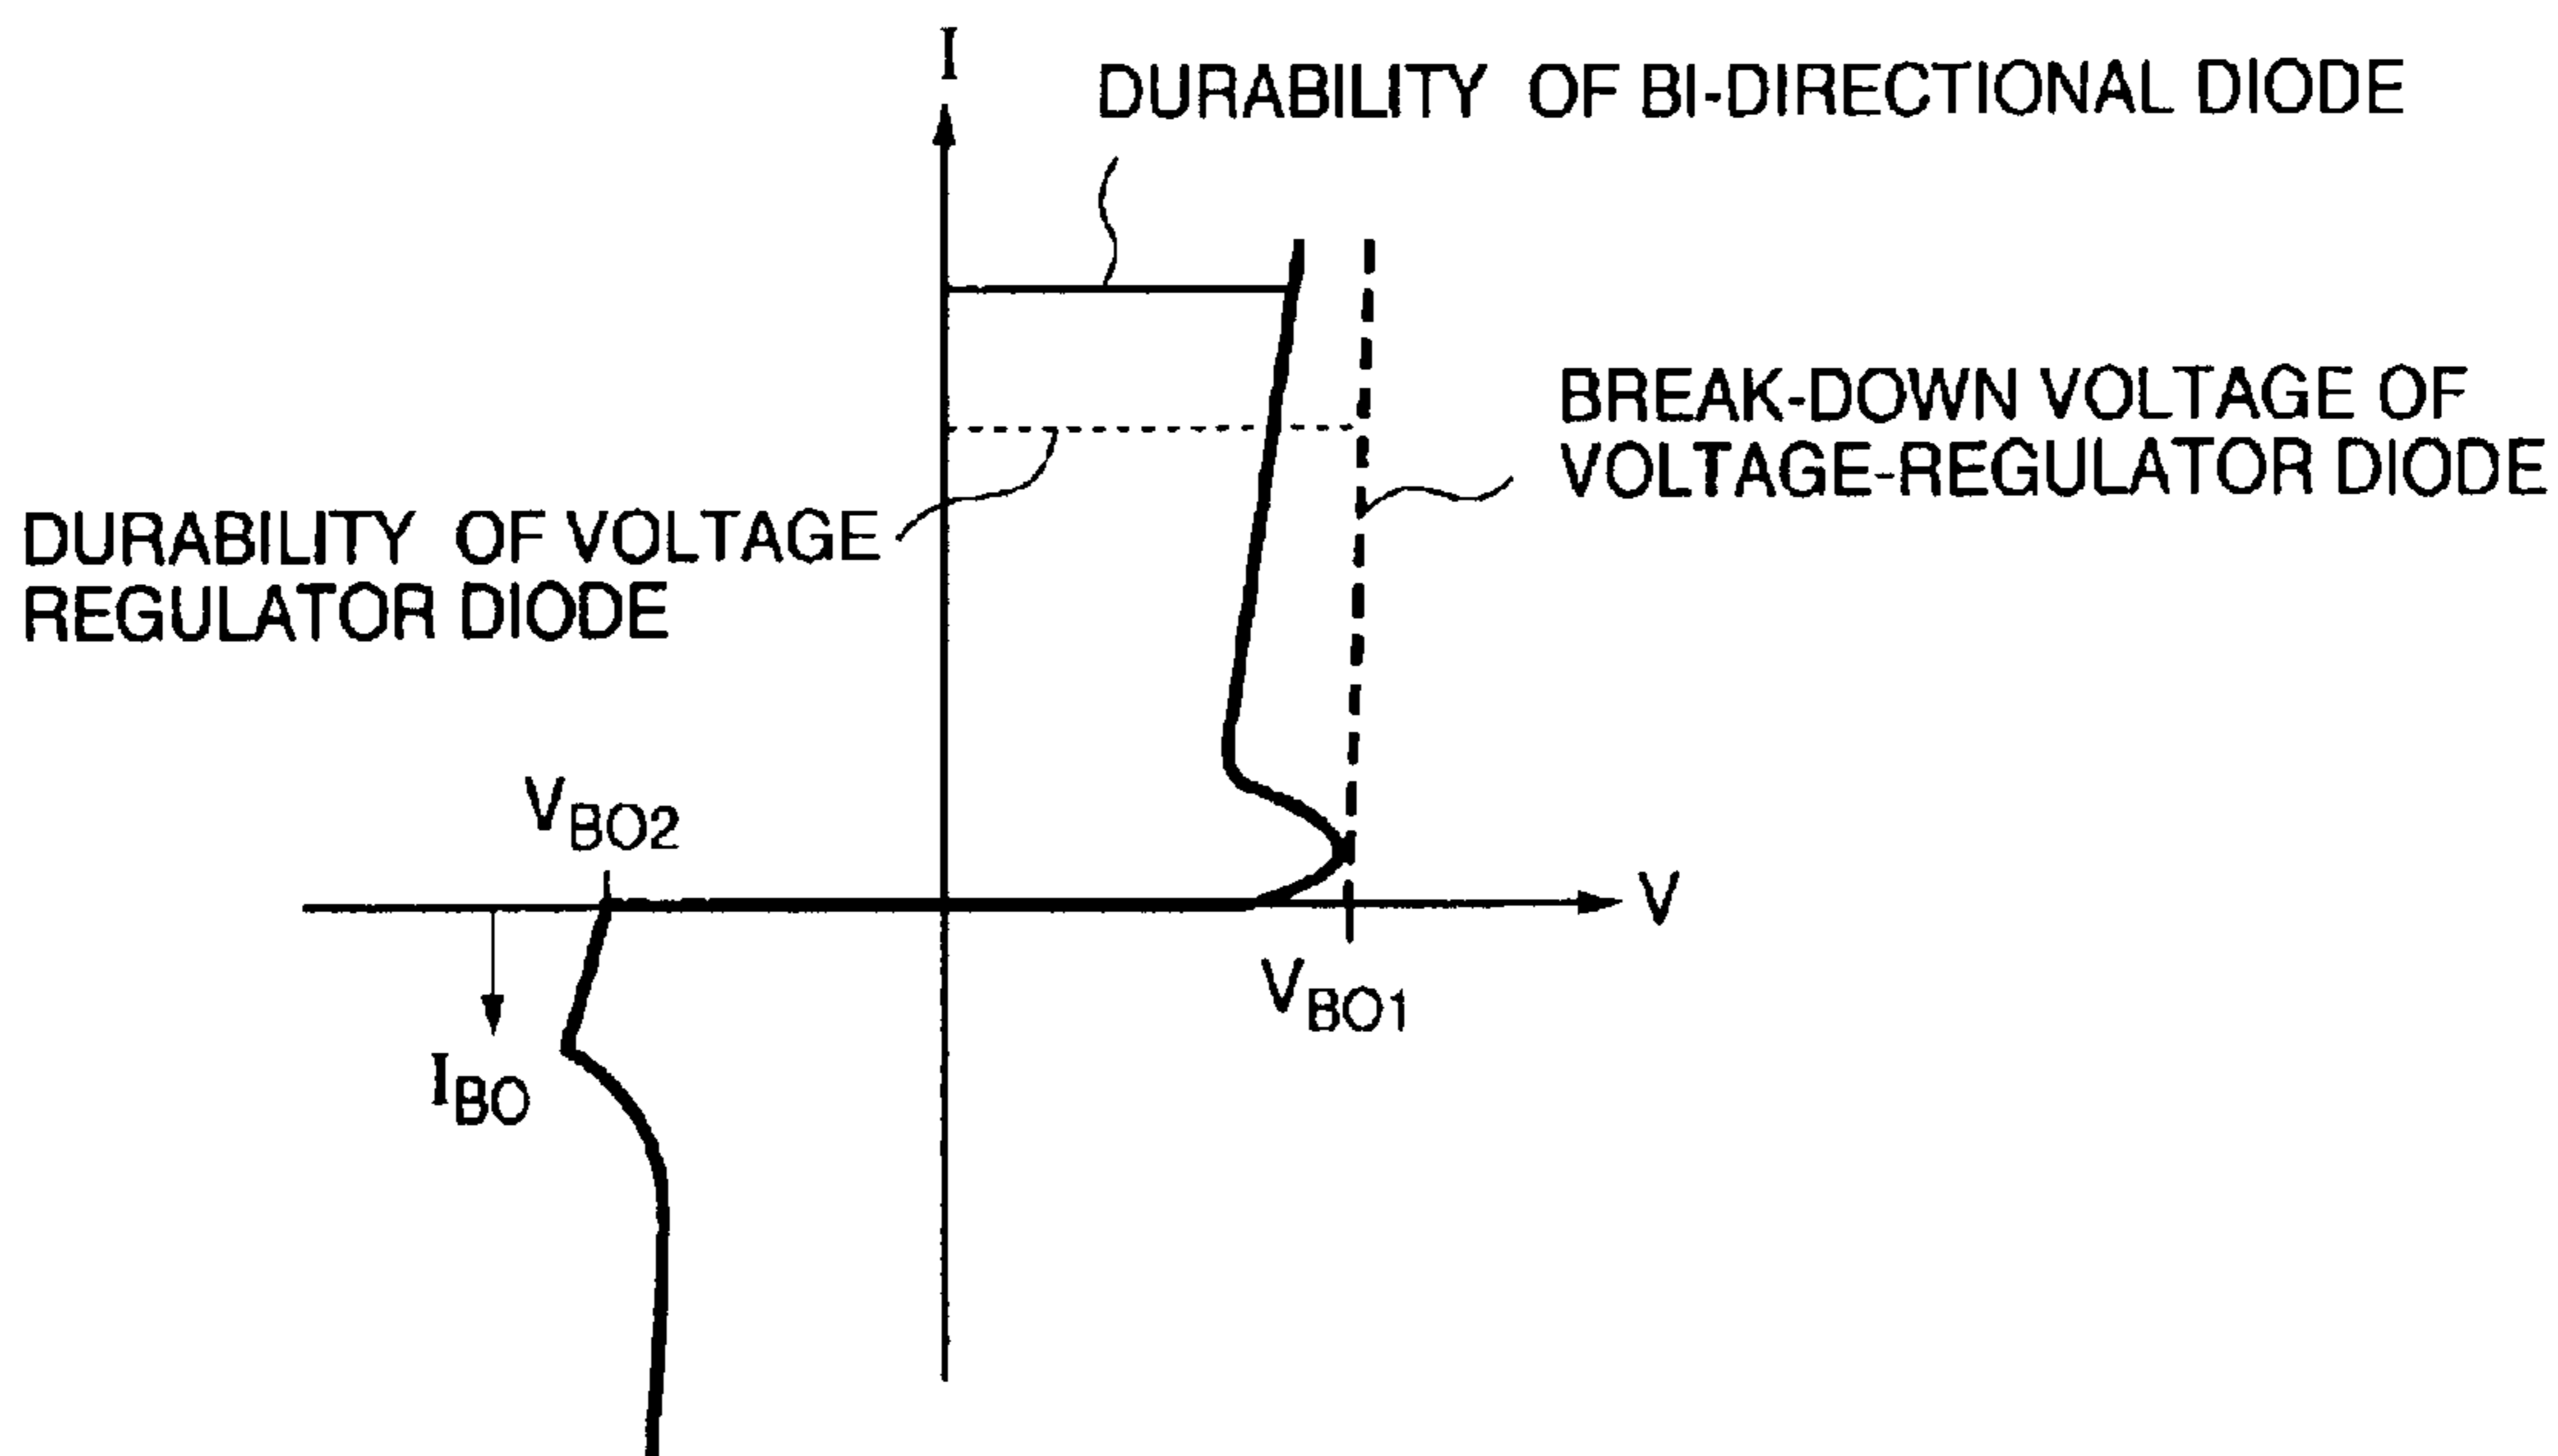 I
DURABILITY OF BI-DIRECTIONAL DIODE
BREAK-DOWN VOLTAGE OF
VOLTAGE-REGULATOR DIODE
DURABILITY OF VOLTAGE
REGULATOR DIODE
VBO2
V
VBO1
IBO